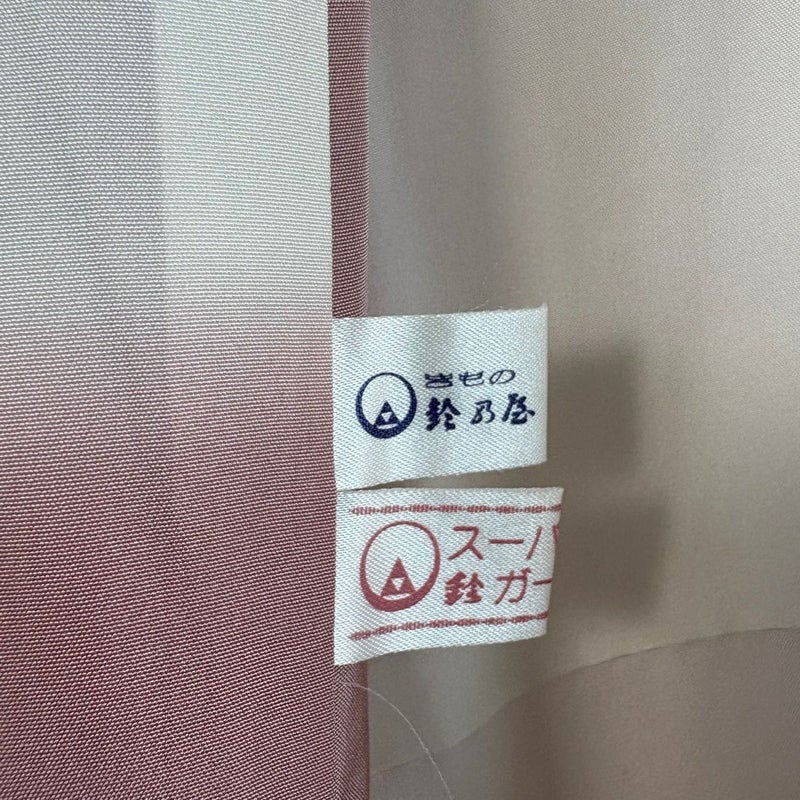 きもの
鈴乃屋
スーパ
鈴ガー